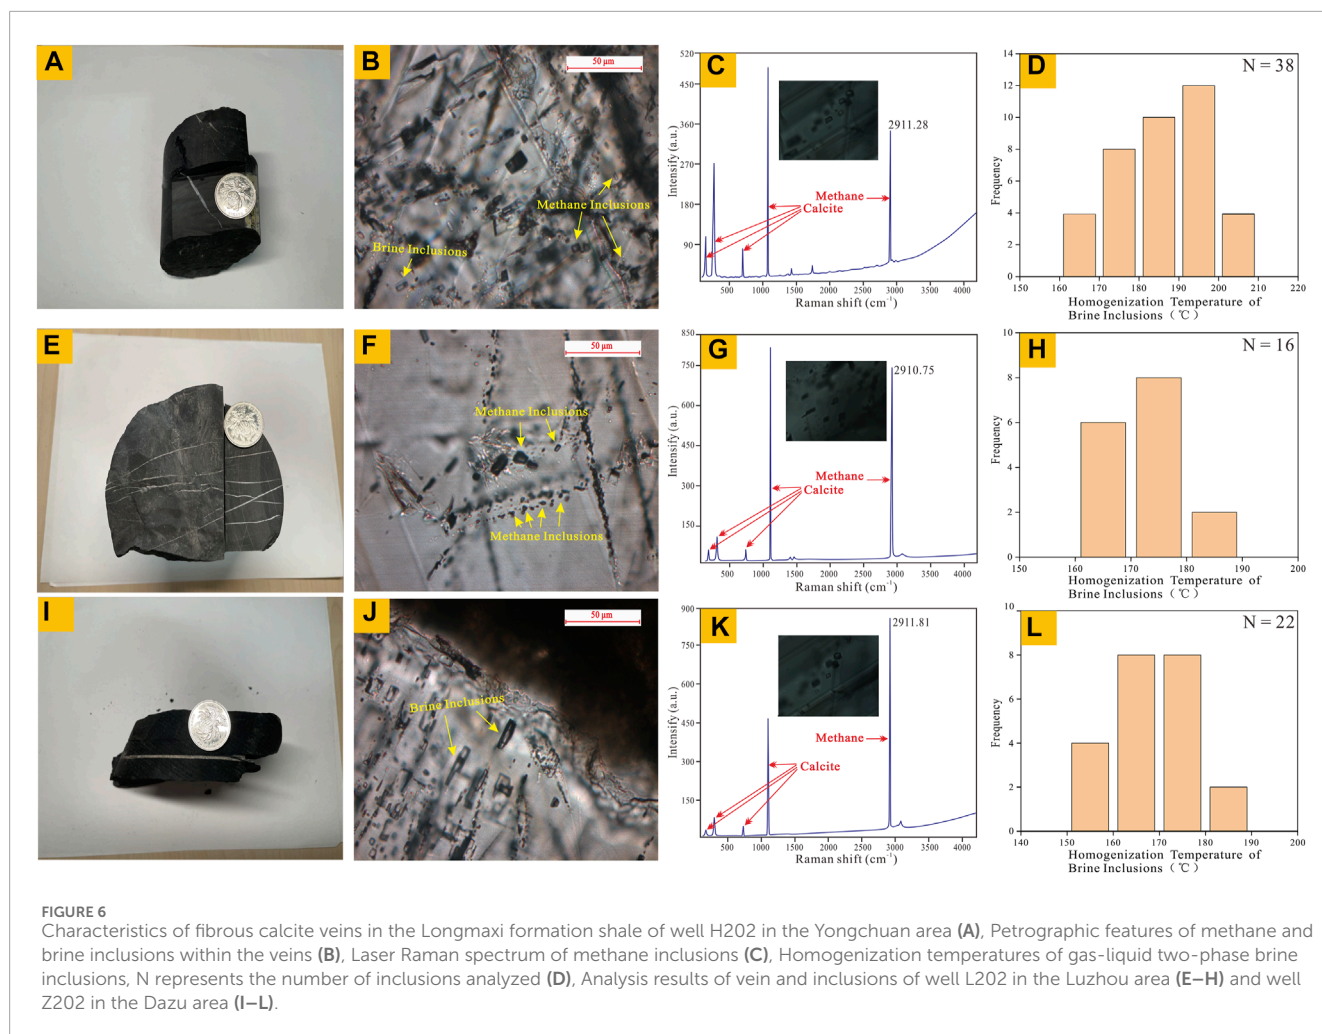 A
B
50 μm
Methane Inclusions
Brine Inclusions
C
520
450
360
270
180
90
Intensify (a.u.)
2911.28
Methane
Calcite
500 1000 1500 2000 2500 3000 3500 4000
Raman shift (cm-1)
D
N = 38
14
12
10
8
6
4
2
0
Frequency
150 160 170 180 190 200 210 220
Homogenization Temperature of
Brine Inclusions（℃）
E
F
50 μm
Methane Inclusions
Methane Inclusions
G
850
750
600
450
300
150
Intensify (a.u.)
2910.75
Methane
Calcite
500 1000 1500 2000 2500 3000 3500 4000
Raman shift (cm-1)
H
N = 16
10
8
6
4
2
0
Frequency
150 160 170 180 190 200
Homogenization Temperature of
Brine Inclusions（℃）
I
J
50 μm
Brine Inclusions
K
900
750
600
450
300
150
Intensify (a.u.)
2911.81
Methane
Calcite
500 1000 1500 2000 2500 3000 3500 4000
Raman shift (cm-1)
L
N = 22
10
8
6
4
2
0
Frequency
140 150 160 170 180 190 200
Homogenization Temperature of
Brine Inclusions（℃）
FIGURE 6
Characteristics of fibrous calcite veins in the Longmaxi formation shale of well H202 in the Yongchuan area (A), Petrographic features of methane and
brine inclusions within the veins (B), Laser Raman spectrum of methane inclusions (C), Homogenization temperatures of gas-liquid two-phase brine
inclusions, N represents the number of inclusions analyzed (D), Analysis results of vein and inclusions of well L202 in the Luzhou area (E–H) and well
Z202 in the Dazu area (I–L).